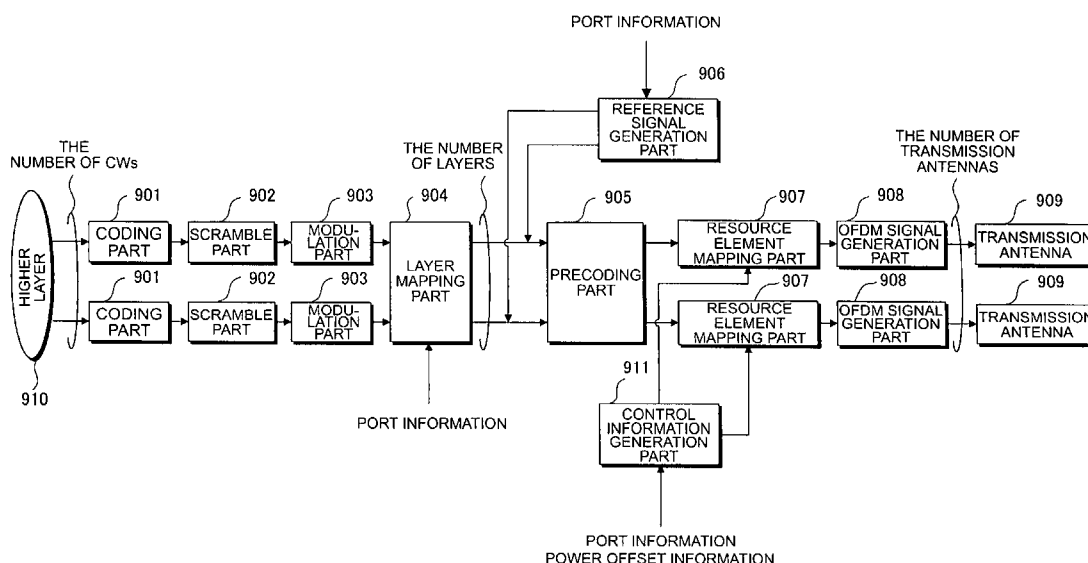 PORT INFORMATION
906
REFERENCE
SIGNAL
GENERATION
PART
THE
NUMBER OF CWs
THE NUMBER
OF LAYERS
THE NUMBER OF
TRANSMISSION
ANTENNAS
901
902
903
904
905
907
908
909
HIGHER
LAYER
CODING
PART
SCRAMBLE
PART
MODU-
LATION PART
LAYER
MAPPING
PART
PRECODING
PART
RESOURCE
ELEMENT
MAPPING PART
OFDM SIGNAL
GENERATION
PART
TRANSMISSION
ANTENNA
901
902
903
907
908
909
CODING
PART
SCRAMBLE
PART
MODU-
LATION PART
RESOURCE
ELEMENT
MAPPING PART
OFDM SIGNAL
GENERATION
PART
TRANSMISSION
ANTENNA
910
PORT INFORMATION
911
CONTROL
INFORMATION
GENERATION
PART
PORT INFORMATION
POWER OFFSET INFORMATION